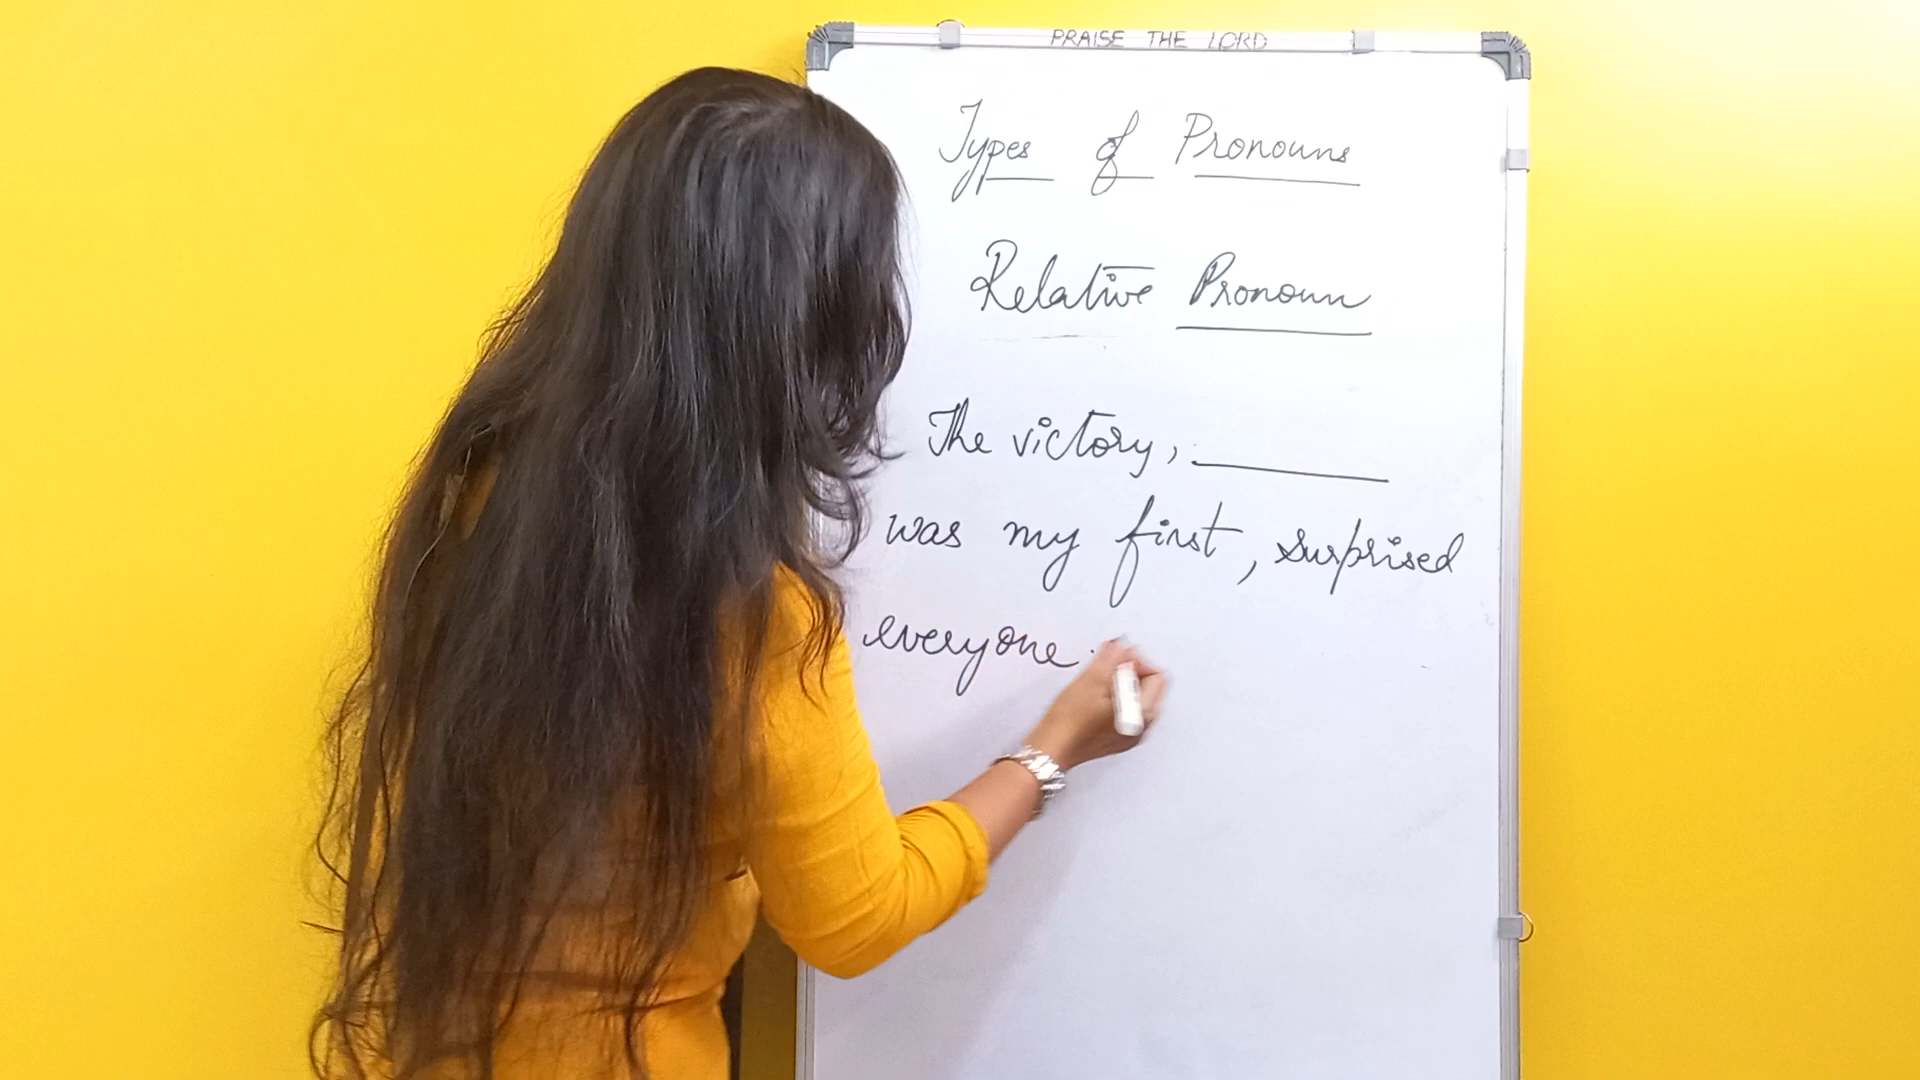 PRAISE THE LORD
Types of Pronouns
Relative Pronoun
The victory, ______
was my first, surprised
everyone.